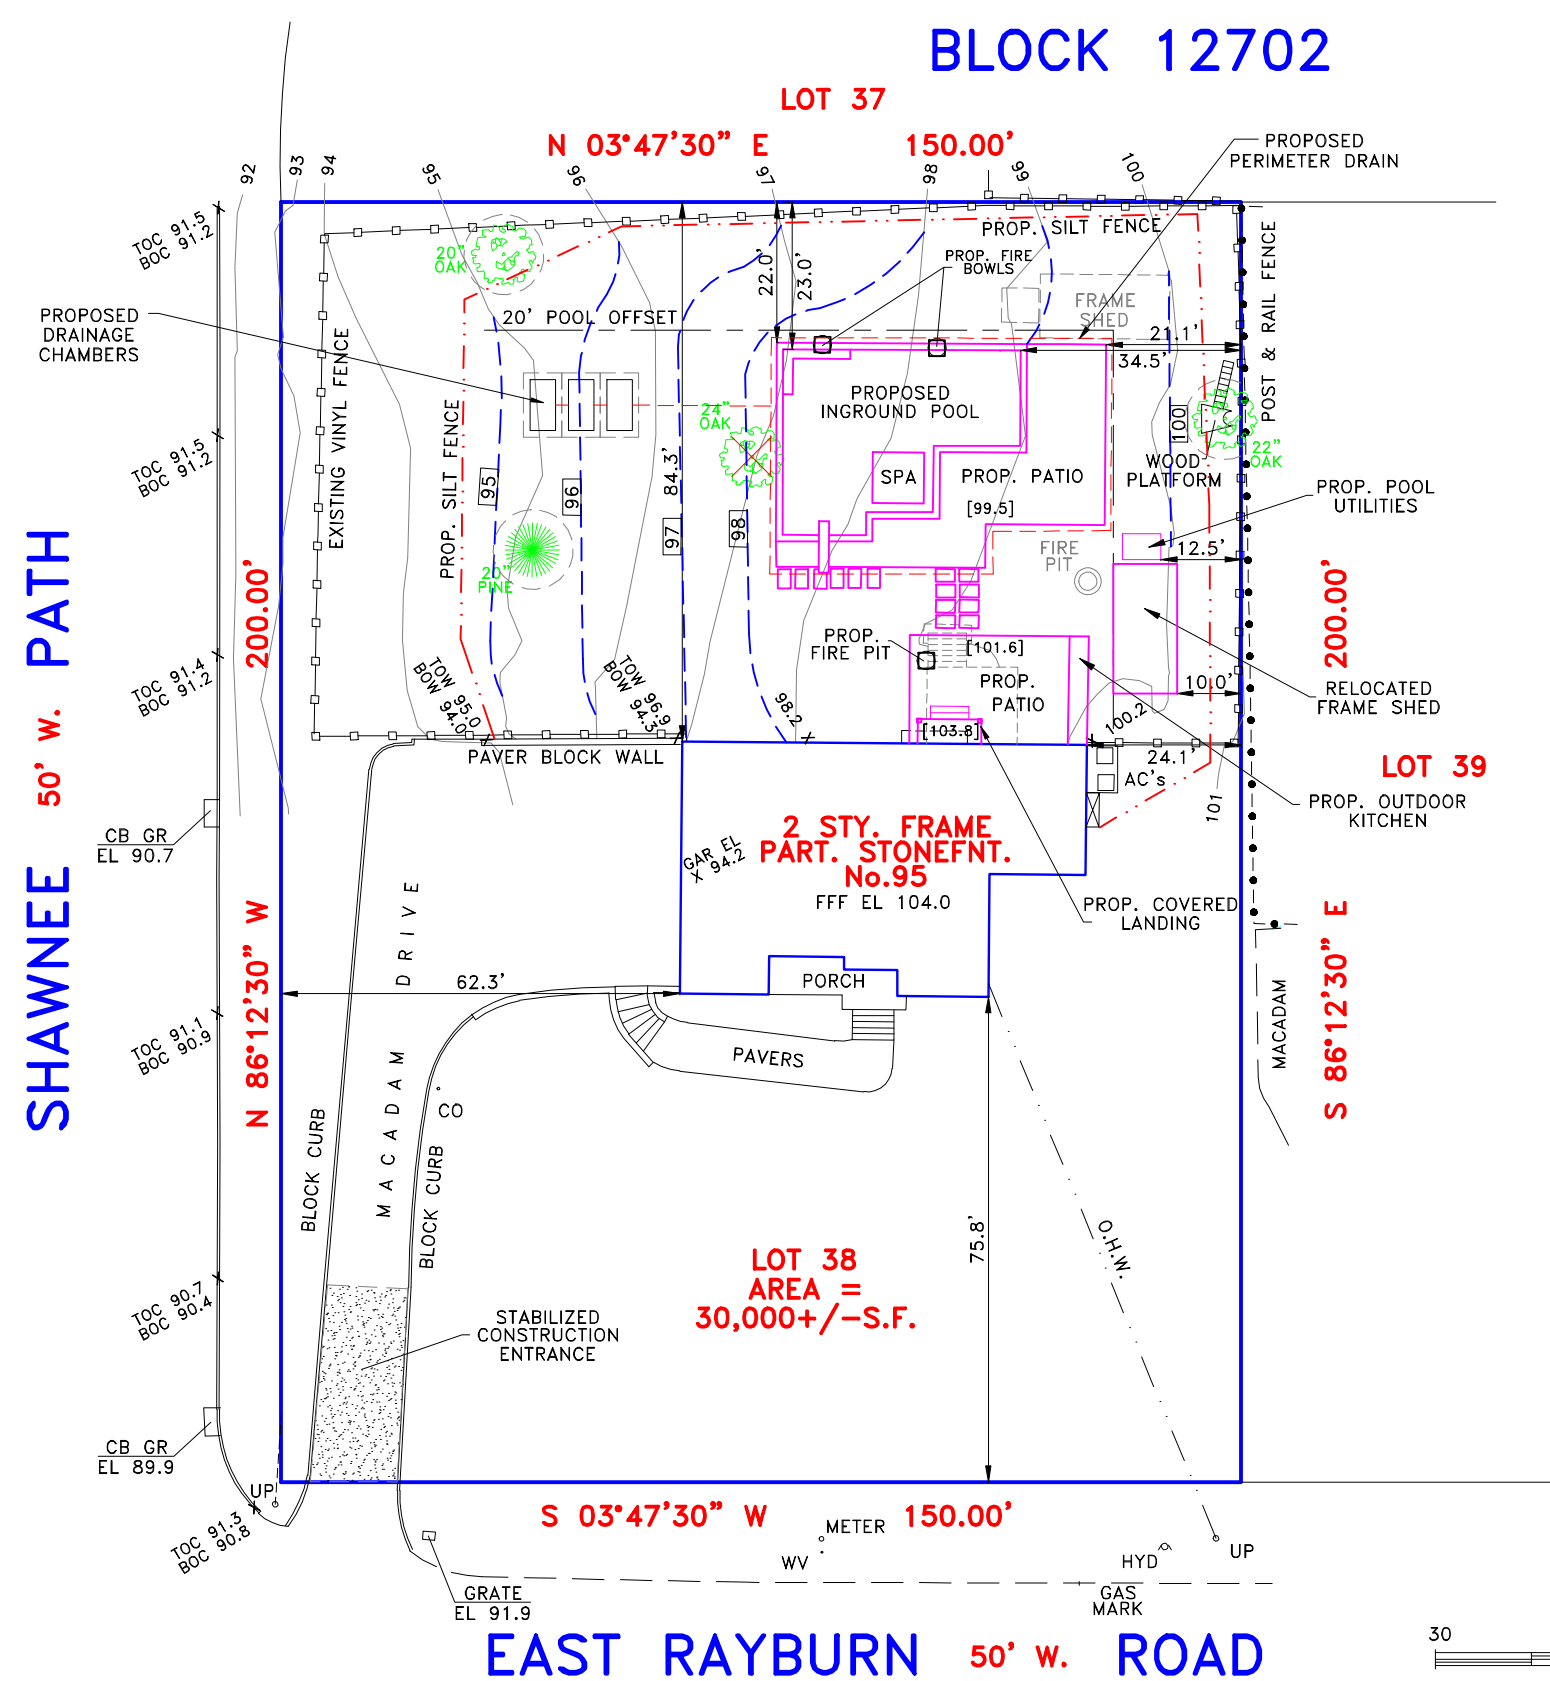 BLOCK 12702
LOT 37
N 03°47'30" E 150.00'
PROPOSED
PERIMETER DRAIN
92
93
94
95
96
97
98
99
100
TOC 91.5
BOC 91.2
PROP. SILT FENCE
20"
OAK
22.0'
23.0'
PROP. FIRE
BOWLS
POST & RAIL FENCE
PROPOSED
DRAINAGE
CHAMBERS
20' POOL OFFSET
FRAME
SHED
21.1'
34.5'
EXISTING VINYL FENCE
PROP. SILT FENCE
24"
OAK
PROPOSED
INGROUND POOL
100
TOC 91.5
BOC 91.2
84.3'
SPA
PROP. PATIO
[99.5]
WOOD
PLATFORM
22"
OAK
95
96
97
98
PROP. POOL
UTILITIES
FIRE
PIT
12.5'
20"
PINE
SHAWNEE 50' W. PATH
200.00'
N 86°12'30" W
200.00'
S 86°12'30" E
TOC 91.4
BOC 91.2
TOW 95.0
BOW 94.0
TOW 96.9
BOW 94.3
98.2
PROP.
FIRE PIT
[101.6]
PROP.
PATIO
[103.8]
10.0'
100.2
RELOCATED
FRAME SHED
PAVER BLOCK WALL
24.1'
AC's
101
LOT 39
PROP. OUTDOOR
KITCHEN
CB GR
EL 90.7
GAR EL
X 94.2
2 STY. FRAME
PART. STONEFNT.
No.95
FFF EL 104.0
PROP. COVERED
LANDING
MACADAM DRIVE
62.3'
PORCH
MACADAM
TOC 91.1
BOC 90.9
PAVERS
CO
BLOCK CURB
BLOCK CURB
75.8'
O.H.W.
LOT 38
AREA =
30,000+/-S.F.
TOC 90.7
BOC 90.4
STABILIZED
CONSTRUCTION
ENTRANCE
CB GR
EL 89.9
UP
TOC 91.3
BOC 90.8
S 03°47'30" W 150.00'
METER
WV
HYD
UP
GRATE
EL 91.9
GAS
MARK
EAST RAYBURN 50' W. ROAD
30